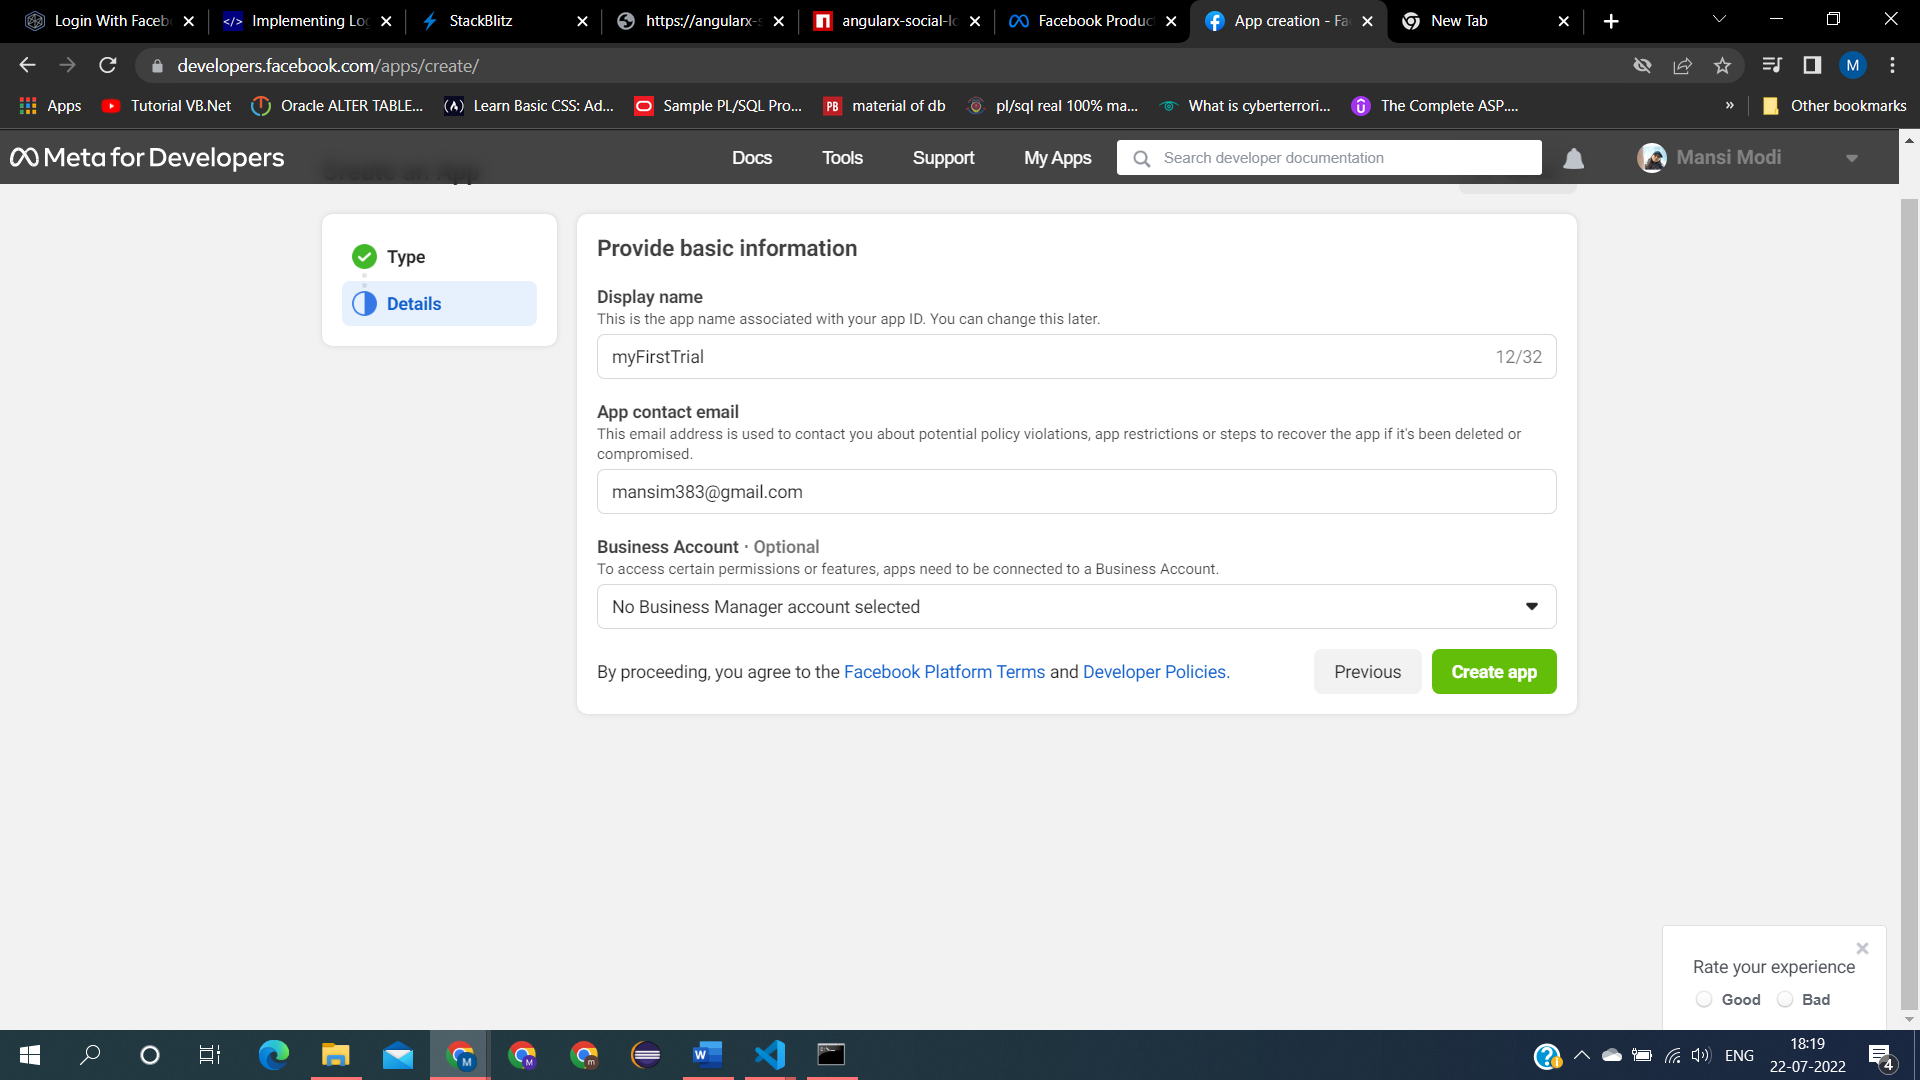 Login With Faceb
Implementing Log
StackBlitz
https://angularx-s
angularx-social-lo
Facebook Product
App creation - Fac
New Tab
developers.facebook.com/apps/create/
M
Apps
Tutorial VB.Net
Oracle ALTER TABLE...
Learn Basic CSS: Ad...
Sample PL/SQL Pro...
PB material of db
pl/sql real 100% ma...
What is cyberterrori...
The Complete ASP....
»
Other bookmarks
Meta for Developers
Create an App
Docs
Tools
Support
My Apps
Search developer documentation
Mansi Modi
Type
Details
Provide basic information
Display name
This is the app name associated with your app ID. You can change this later.
myFirstTrial
12/32
App contact email
This email address is used to contact you about potential policy violations, app restrictions or steps to recover the app if it's been deleted or
compromised.
mansim383@gmail.com
Business Account · Optional
To access certain permissions or features, apps need to be connected to a Business Account.
No Business Manager account selected
By proceeding, you agree to the Facebook Platform Terms and Developer Policies.
Previous
Create app
Rate your experience
Good
Bad
ENG
18:19
22-07-2022
4